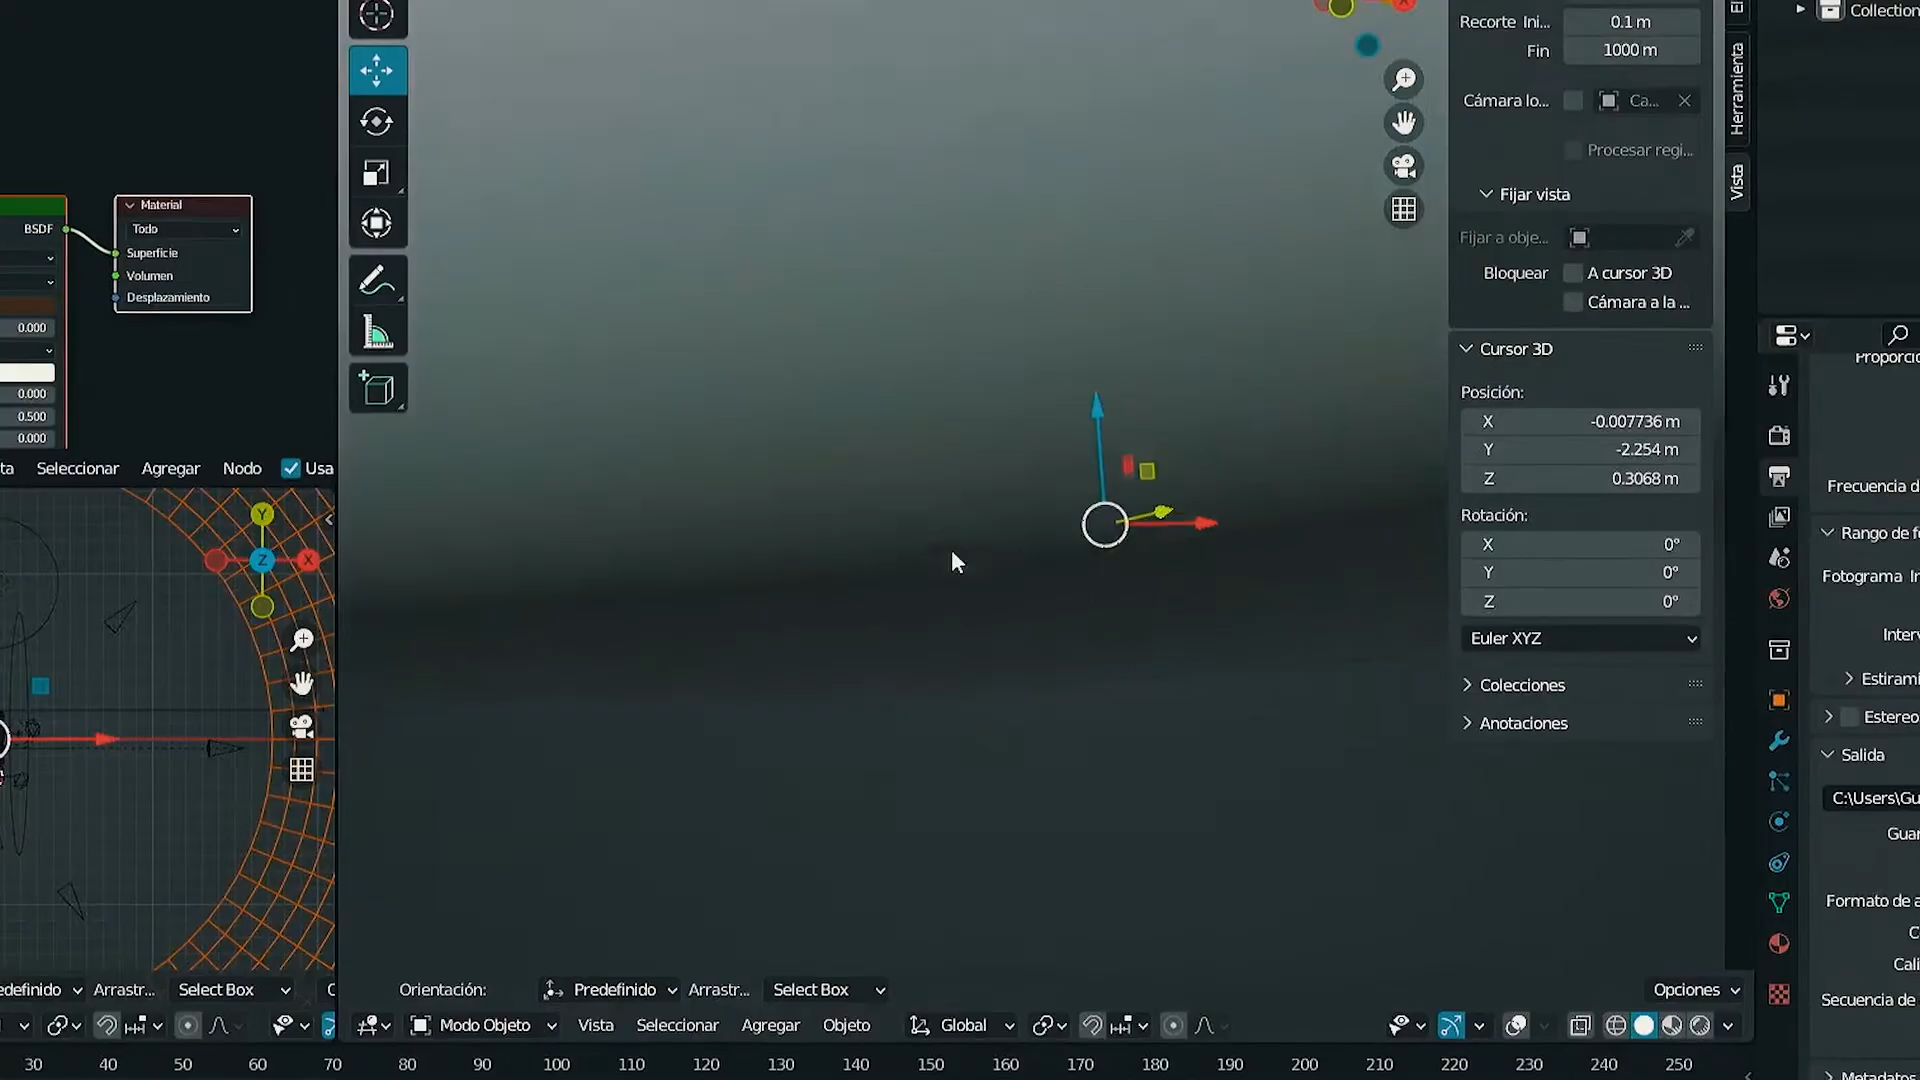 Recorte Ini...
0.1 m
Fin
1000 m
Cámara lo...
Ca...
Procesar regi...
Fijar vista
Fijar a obje...
Bloquear
A cursor 3D
Cámara a la ...
Cursor 3D
Posición:
X -0.007736 m
Y -2.254 m
Z 0.3068 m
Rotación:
X 0°
Y 0°
Z 0°
Euler XYZ
Colecciones
Anotaciones
Herramienta
Vista
Collection
Material
BSDF
Todo
Superficie
Volumen
Desplazamiento
0.000
0.000
0.500
0.000
ta Seleccionar Agregar Nodo Usa
Y
Z
X
X
Proporcio
Frecuencia d
Rango de f
Fotograma In
Interv
Estirami
Estereo
Salida
C:\Users\Gu
Guar
Formato de a
C
Cali
Secuencia de
Metadatos
edefinido Arrastr... Select Box
Orientación: Predefinido Arrastr... Select Box
Opciones
Modo Objeto Vista Seleccionar Agregar Objeto Global
30 40 50 60 70 80 90 100 110 120 130 140 150 160 170 180 190 200 210 220 230 240 250